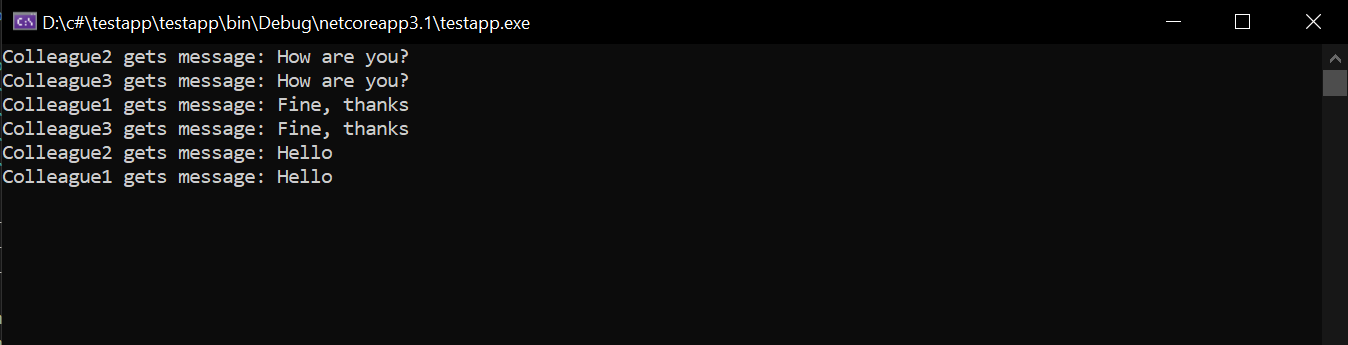 D:\c#\testapp\testapp\bin\Debug\netcoreapp3.1\testapp.exe
Colleague2 gets message: How are you?
Colleague3 gets message: How are you?
Colleague1 gets message: Fine, thanks
Colleague3 gets message: Fine, thanks
Colleague2 gets message: Hello
Colleague1 gets message: Hello